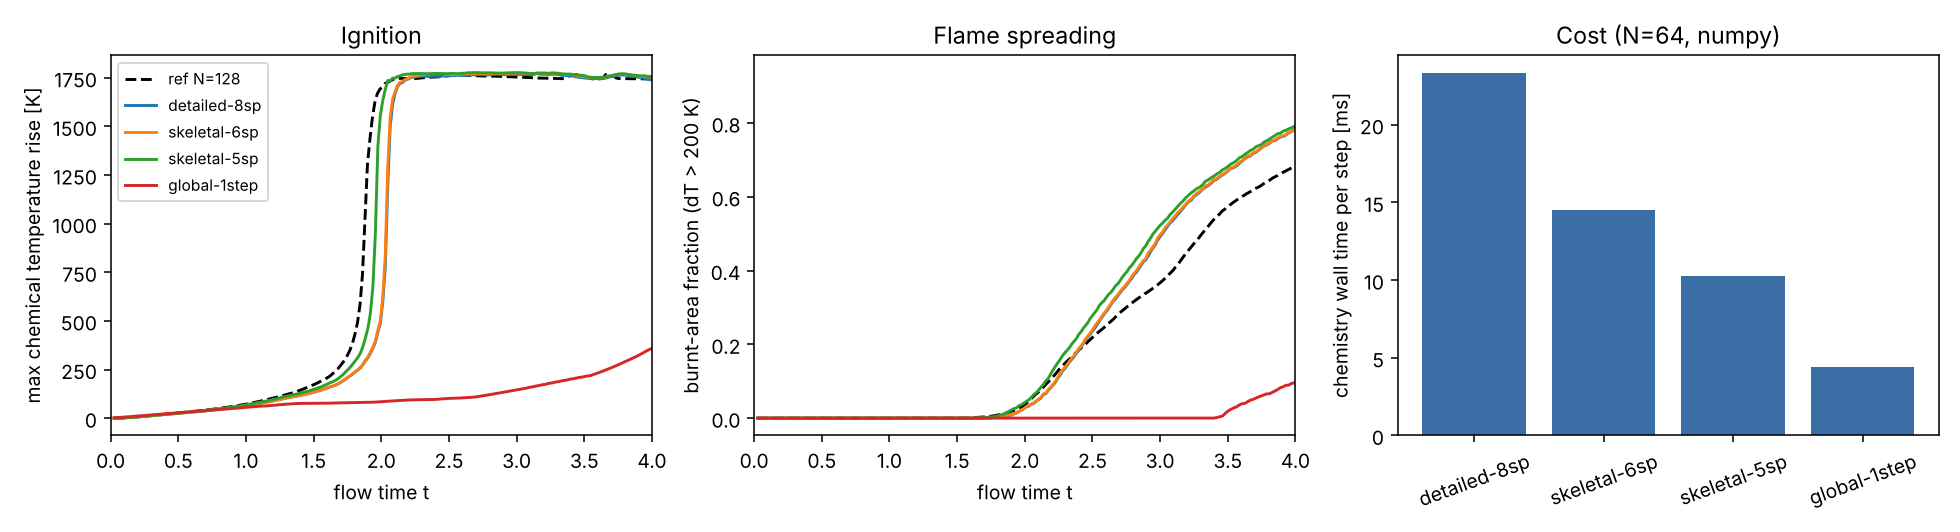 Ignition
max chemical temperature rise [K]
1750
1500
1250
1000
750
500
250
0
ref N=128
detailed-8sp
skeletal-6sp
skeletal-5sp
global-1step
0.0 0.5 1.0 1.5 2.0 2.5 3.0 3.5 4.0
flow time t
Flame spreading
burnt-area fraction (dT > 200 K)
0.8
0.6
0.4
0.2
0.0
0.0 0.5 1.0 1.5 2.0 2.5 3.0 3.5 4.0
flow time t
Cost (N=64, numpy)
chemistry wall time per step [ms]
20
15
10
5
0
detailed-8sp
skeletal-6sp
skeletal-5sp
global-1step